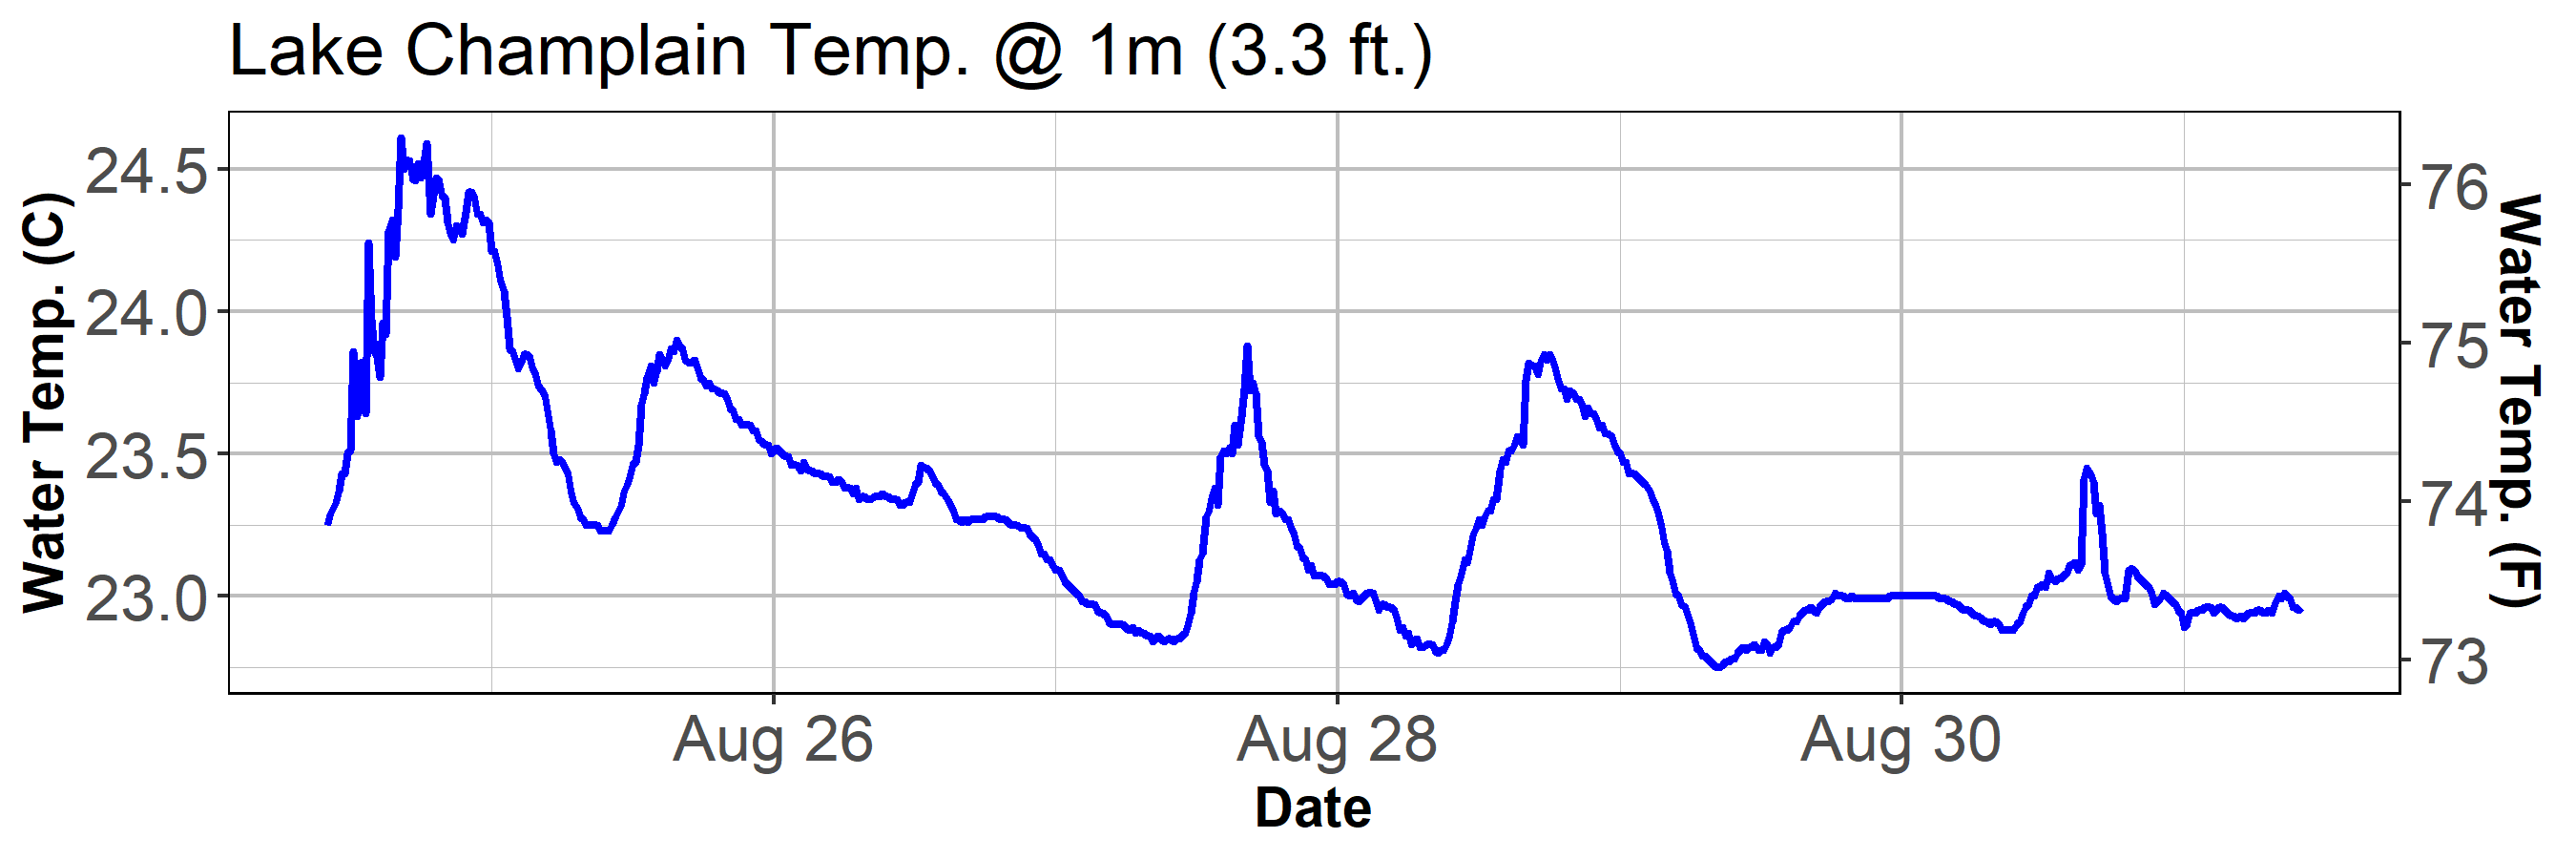 Lake Champlain Temp. @ 1m (3.3 ft.)
Water Temp. (C)
24.5
24.0
23.5
23.0
76
75
74
73
Water Temp. (F)
Aug 26
Aug 28
Aug 30
Date